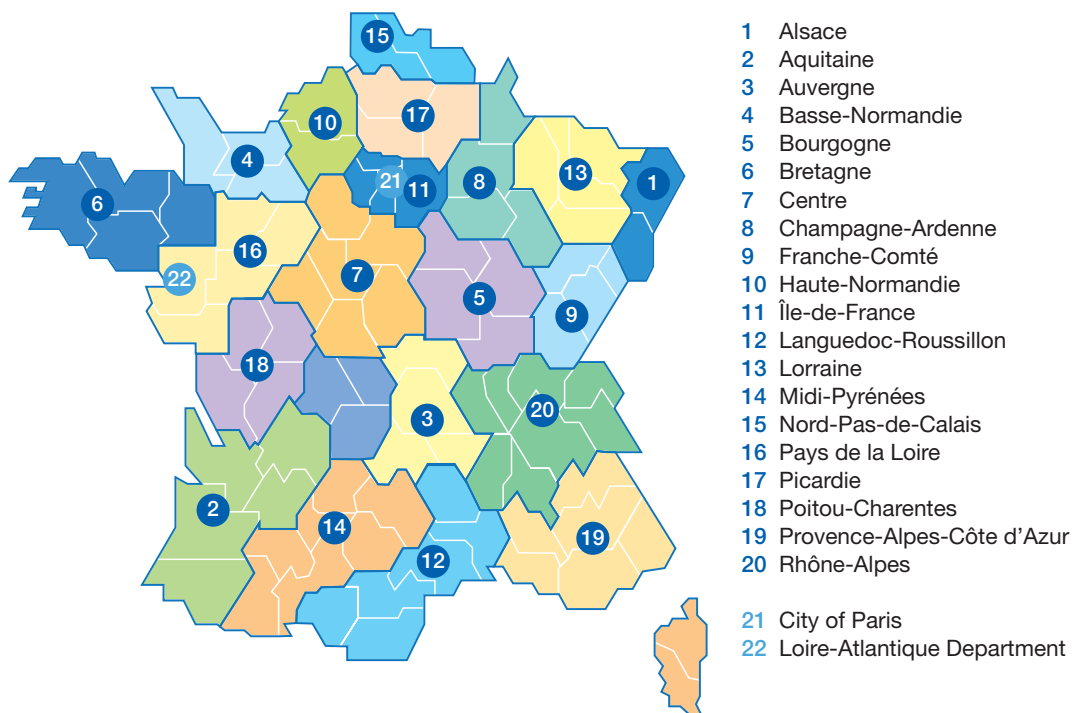 15
17
10
4
21
11
8
13
1
6
16
22
7
5
9
18
3
20
2
14
12
19
1 Alsace
2 Aquitaine
3 Auvergne
4 Basse-Normandie
5 Bourgogne
6 Bretagne
7 Centre
8 Champagne-Ardenne
9 Franche-Comté
10 Haute-Normandie
11 Île-de-France
12 Languedoc-Roussillon
13 Lorraine
14 Midi-Pyrénées
15 Nord-Pas-de-Calais
16 Pays de la Loire
17 Picardie
18 Poitou-Charentes
19 Provence-Alpes-Côte d’Azur
20 Rhône-Alpes
21 City of Paris
22 Loire-Atlantique Department